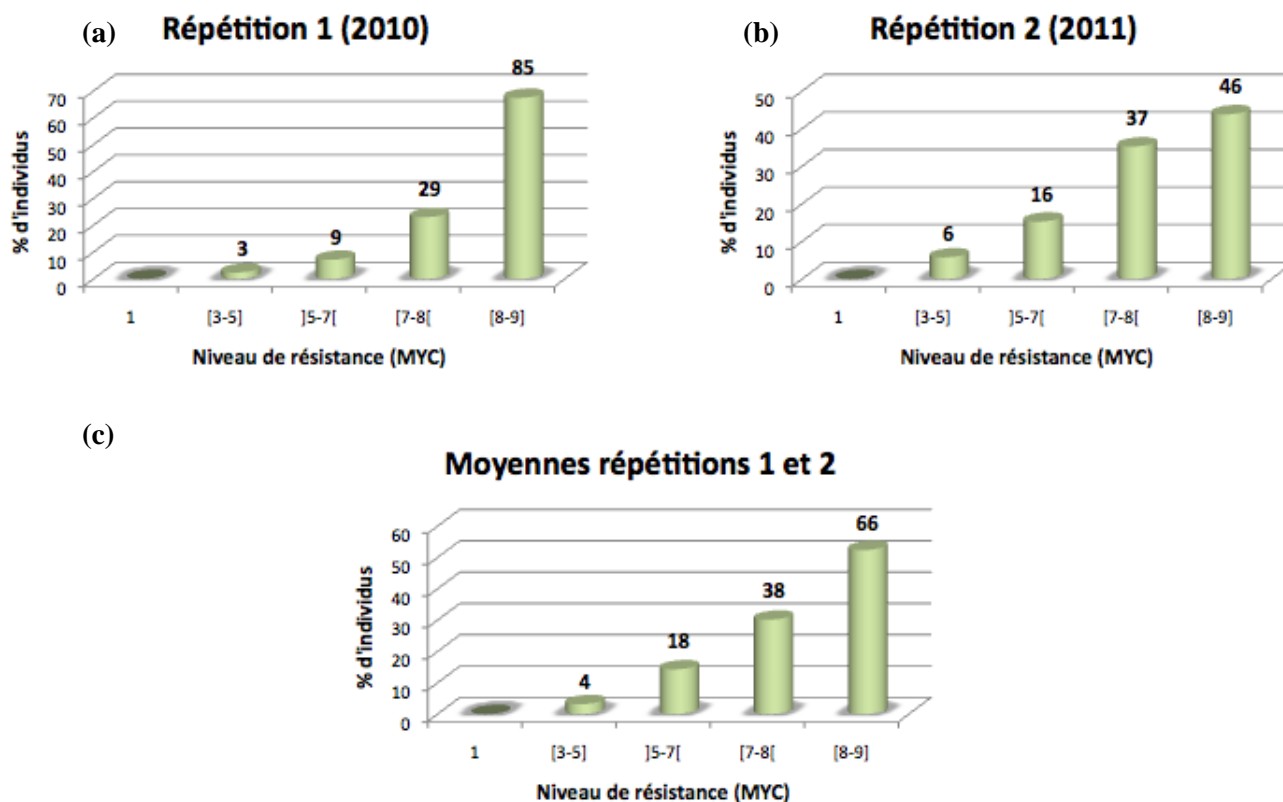 (a) Répétition 1 (2010)
85
70
60
50
40
30
20
10
0
% d'individus
3
9
29
1 [3-5] ]5-7[ [7-8[ [8-9]
Niveau de résistance (MYC)
(b) Répétition 2 (2011)
50
40
30
20
10
0
% d'individus
6
16
37
46
1 [3-5] ]5-7[ [7-8[ [8-9]
Niveau de résistance (MYC)
(c)
Moyennes répétitions 1 et 2
60
50
40
30
20
10
0
% d'individus
4
18
38
66
1 [3-5] ]5-7[ [7-8[ [8-9]
Niveau de résistance (MYC)